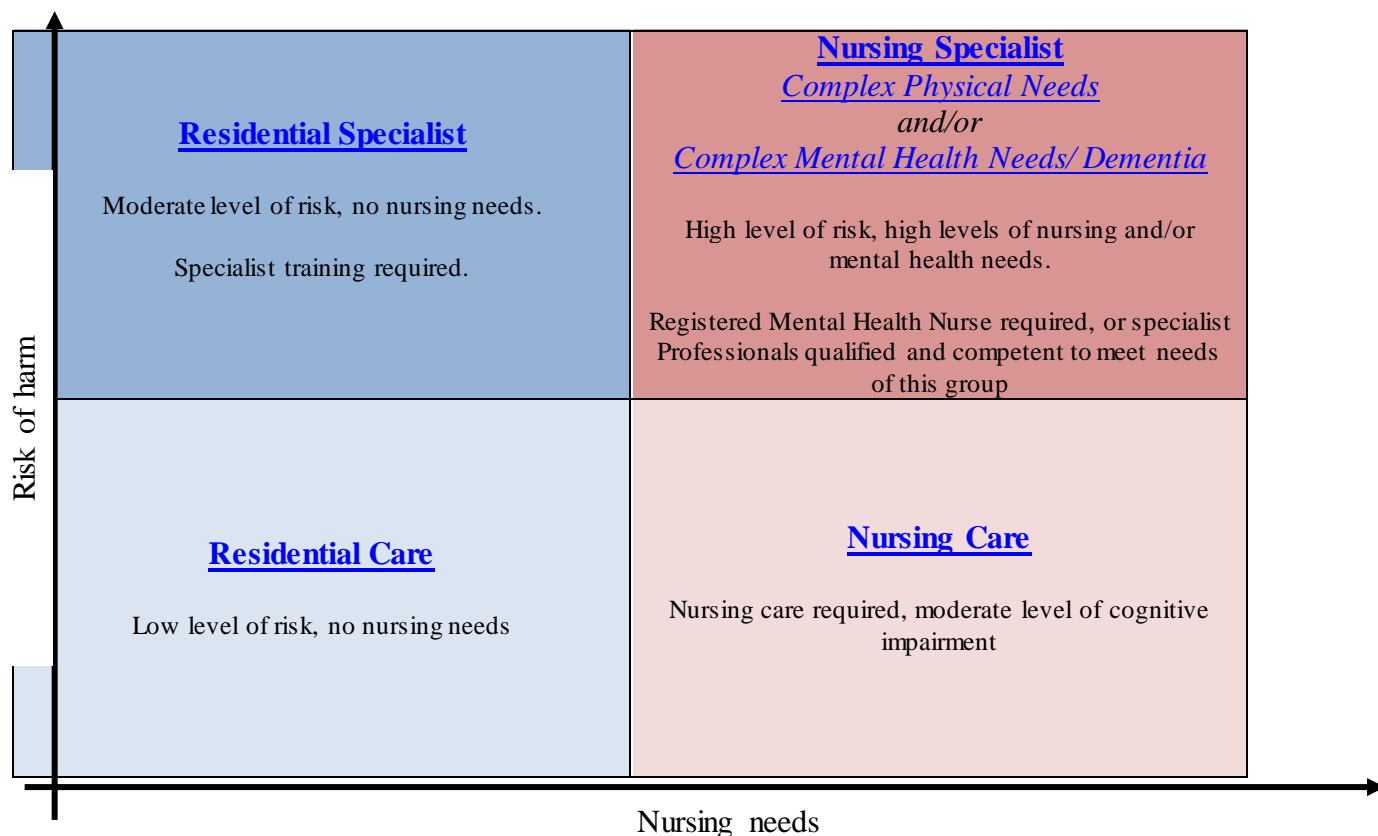 Residential Specialist
Moderate level of risk, no nursing needs.
Specialist training required.
Nursing Specialist
Complex Physical Needs
and/or
Complex Mental Health Needs/ Dementia
High level of risk, high levels of nursing and/or
mental health needs.
Registered Mental Health Nurse required, or specialist
Professionals qualified and competent to meet needs
of this group
Risk of harm
Residential Care
Low level of risk, no nursing needs
Nursing Care
Nursing care required, moderate level of cognitive
impairment
Nursing needs